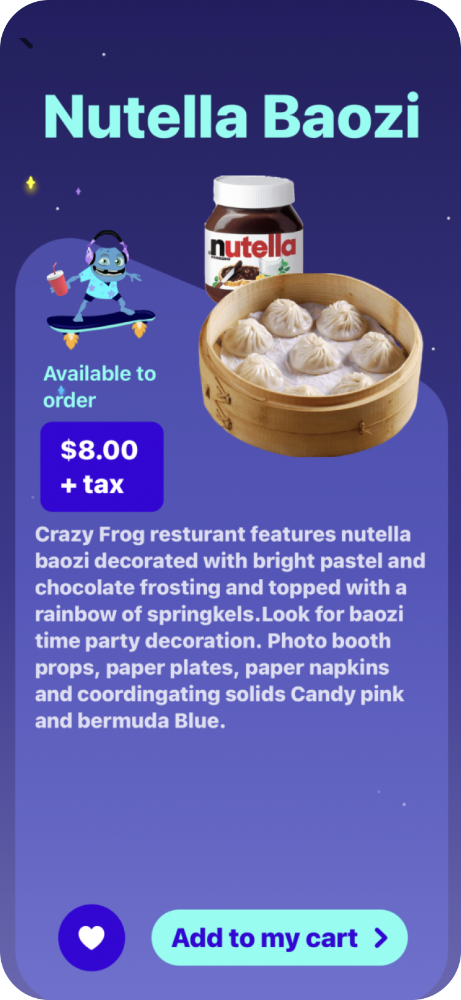 Nutella Baozi
nutella
FERRERO
Available to
order
$8.00
+ tax
Crazy Frog resturant features nutella
baozi decorated with bright pastel and
chocolate frosting and topped with a
rainbow of springkels.Look for baozi
time party decoration. Photo booth
props, paper plates, paper napkins
and coordingating solids Candy pink
and bermuda Blue.
Add to my cart